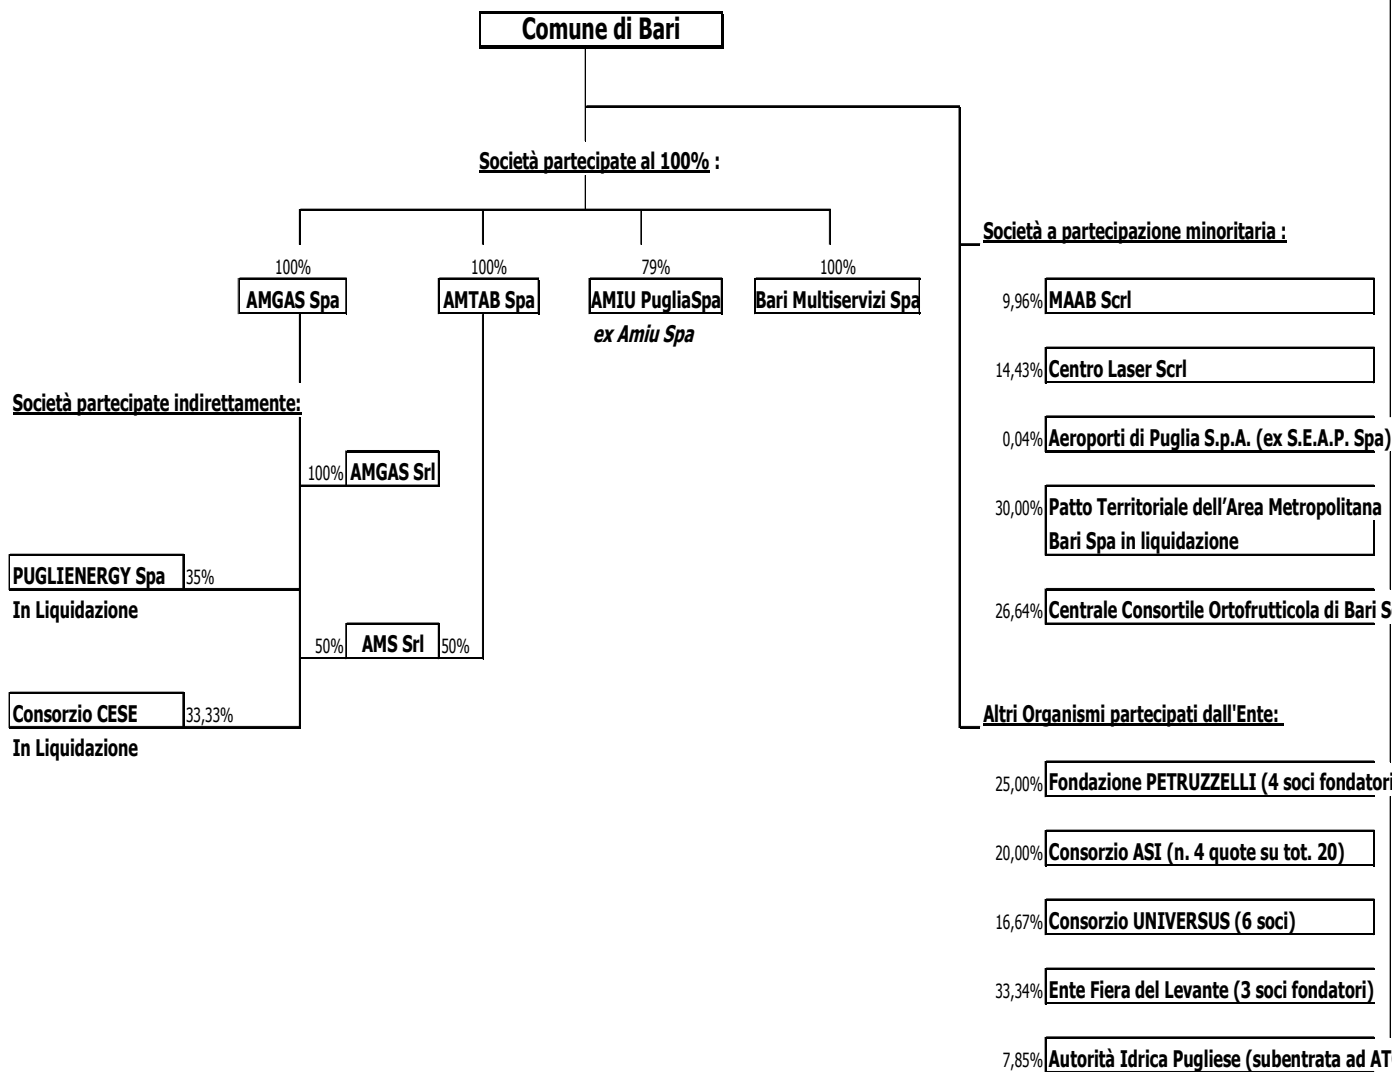 Comune di Bari
Società partecipate al 100% :
100%
AMGAS Spa
100%
AMTAB Spa
79%
AMIU PugliaSpa
ex Amiu Spa
100%
Bari Multiservizi Spa
Società partecipate indirettamente:
100% AMGAS Srl
PUGLIENERGY Spa 35%
In Liquidazione
50% AMS Srl 50%
Consorzio CESE 33,33%
In Liquidazione
Società a partecipazione minoritaria :
9,96% MAAB Scrl
14,43% Centro Laser Scrl
0,04% Aeroporti di Puglia S.p.A. (ex S.E.A.P. Spa)
30,00% Patto Territoriale dell’Area Metropolitana
Bari Spa in liquidazione
26,64% Centrale Consortile Ortofrutticola di Bari S
Altri Organismi partecipati dall'Ente:
25,00% Fondazione PETRUZZELLI (4 soci fondatori
20,00% Consorzio ASI (n. 4 quote su tot. 20)
16,67% Consorzio UNIVERSUS (6 soci)
33,34% Ente Fiera del Levante (3 soci fondatori)
7,85% Autorità Idrica Pugliese (subentrata ad AT